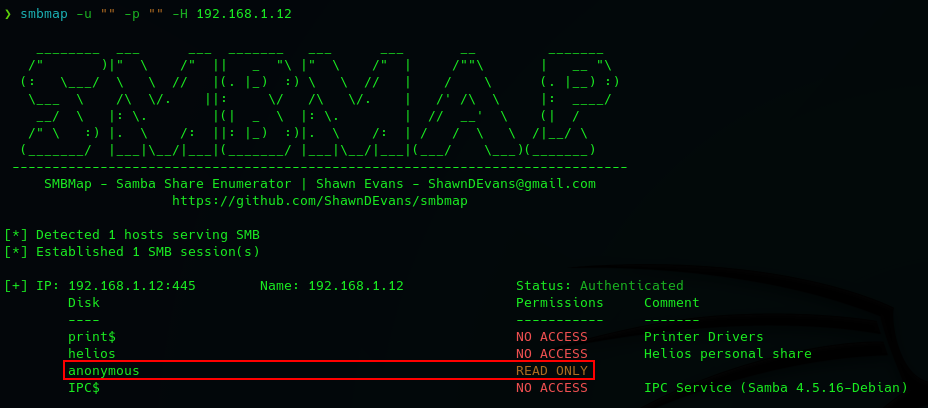 ❯ smbmap -u "" -p "" -H 192.168.1.12
SMBMAP
SMBMap - Samba Share Enumerator | Shawn Evans - ShawnDEvans@gmail.com
https://github.com/ShawnDEvans/smbmap
[*] Detected 1 hosts serving SMB
[*] Established 1 SMB session(s)
[+] IP: 192.168.1.12:445 Name: 192.168.1.12 Status: Authenticated
Disk Permissions Comment
---- ----------- -------
print$ NO ACCESS Printer Drivers
helios NO ACCESS Helios personal share
anonymous READ ONLY
IPC$ NO ACCESS IPC Service (Samba 4.5.16-Debian)